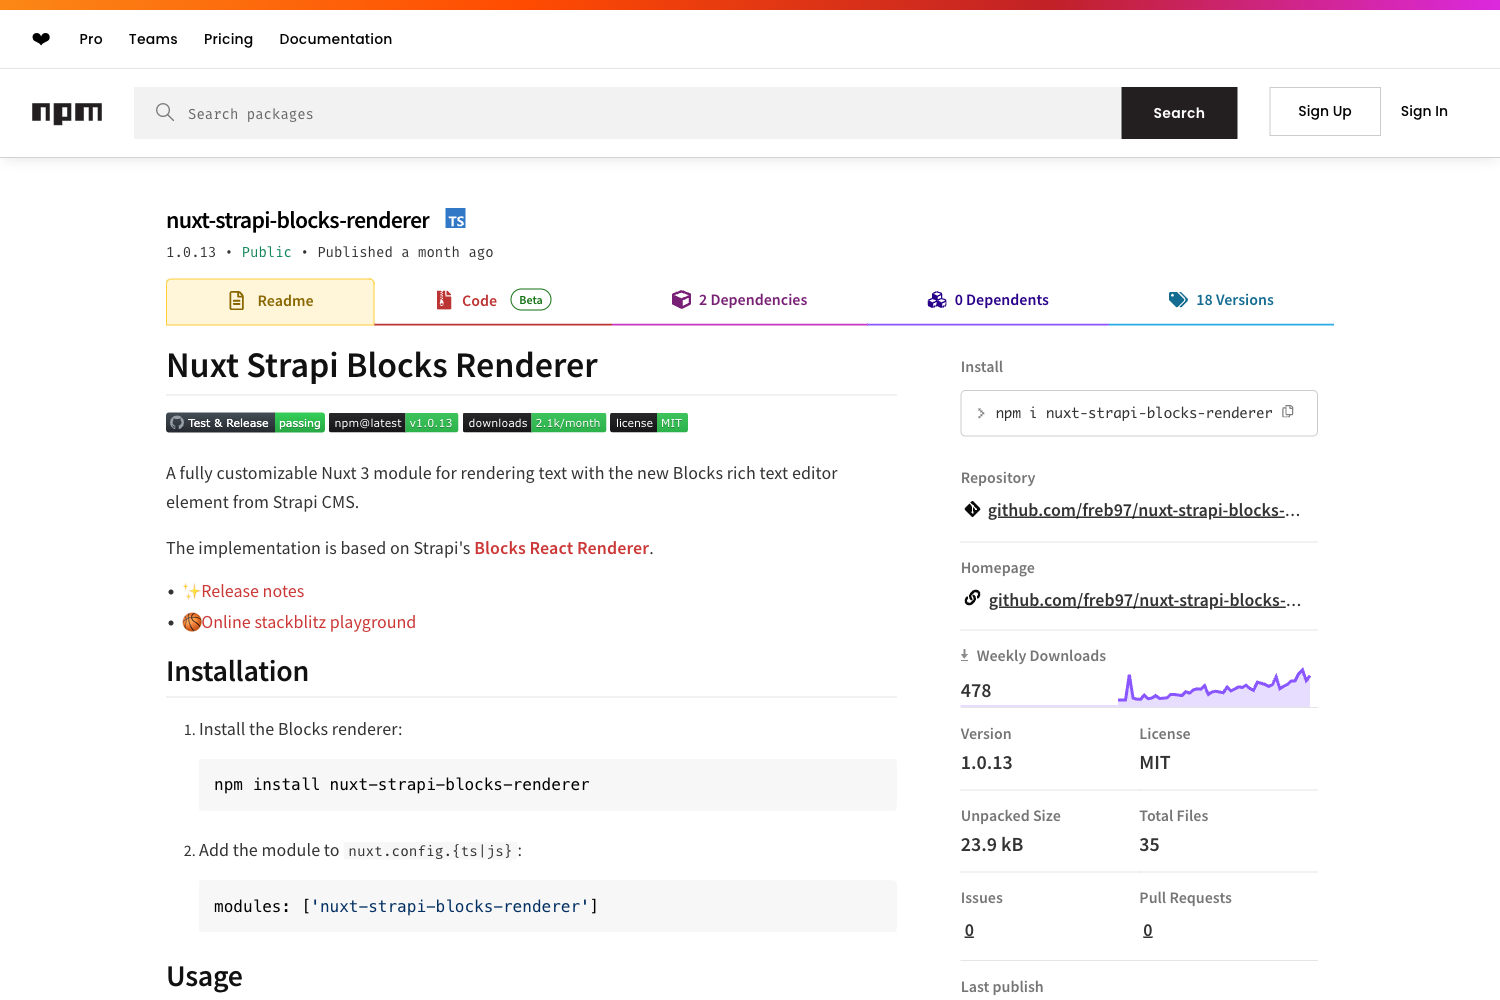 ❤ Pro Teams Pricing Documentation
npm Search packages Search Sign Up Sign In
nuxt-strapi-blocks-renderer TS
1.0.13 • Public • Published a month ago
Readme Code Beta 2 Dependencies 0 Dependents 18 Versions
Nuxt Strapi Blocks Renderer
Test & Release passing npm@latest v1.0.13 downloads 2.1k/month license MIT
A fully customizable Nuxt 3 module for rendering text with the new Blocks rich text editor
element from Strapi CMS.
The implementation is based on Strapi's Blocks React Renderer.
• ✨Release notes
• 🏀Online stackblitz playground
Installation
1. Install the Blocks renderer:
npm install nuxt-strapi-blocks-renderer
2. Add the module to nuxt.config.{ts|js} :
modules: ['nuxt-strapi-blocks-renderer']
Usage
Install
> npm i nuxt-strapi-blocks-renderer
Repository
github.com/freb97/nuxt-strapi-blocks-…
Homepage
github.com/freb97/nuxt-strapi-blocks-…
Weekly Downloads
478
Version License
1.0.13 MIT
Unpacked Size Total Files
23.9 kB 35
Issues Pull Requests
0 0
Last publish